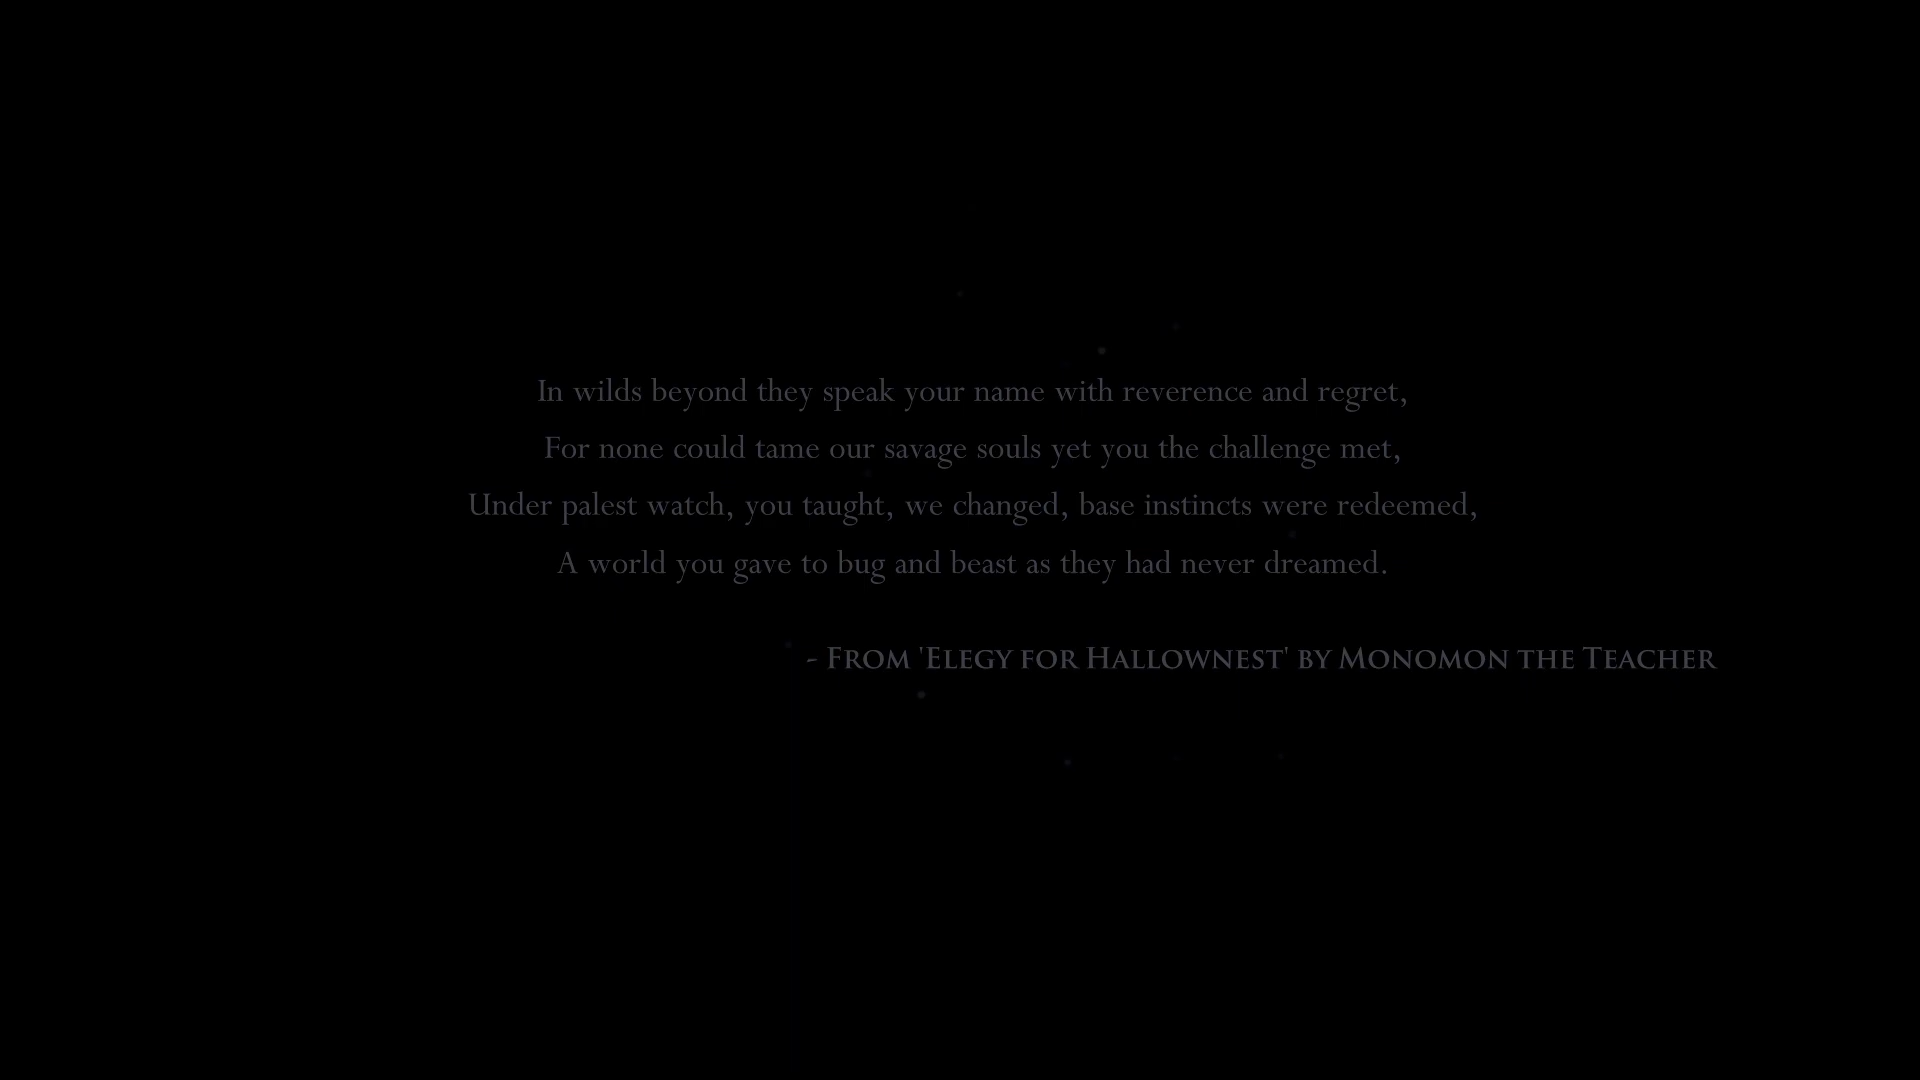 In wilds beyond they speak your name with reverence and regret,
For none could tame our savage souls yet you the challenge met,
Under palest watch, you taught, we changed, base instincts were redeemed,
A world you gave to bug and beast as they had never dreamed.
- From 'Elegy for Hallownest' by Monomon the Teacher